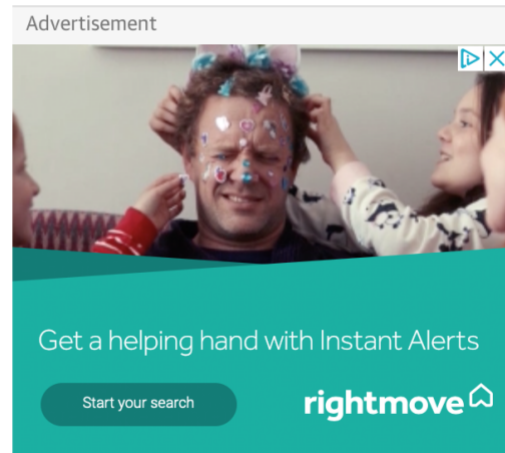 Advertisement
Get a helping hand with Instant Alerts
Start your search
rightmove